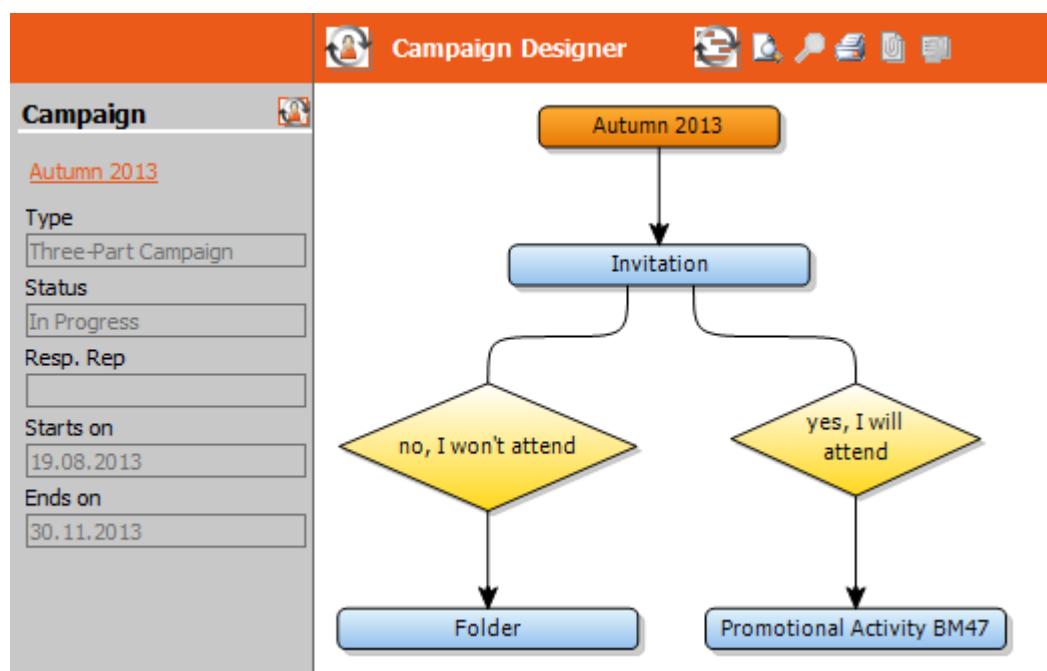 Campaign Designer
Campaign
Autumn 2013
Type
Three-Part Campaign
Status
In Progress
Resp. Rep
Starts on
19.08.2013
Ends on
30.11.2013
Autumn 2013
Invitation
no, I won't attend
yes, I will
attend
Folder
Promotional Activity BM47